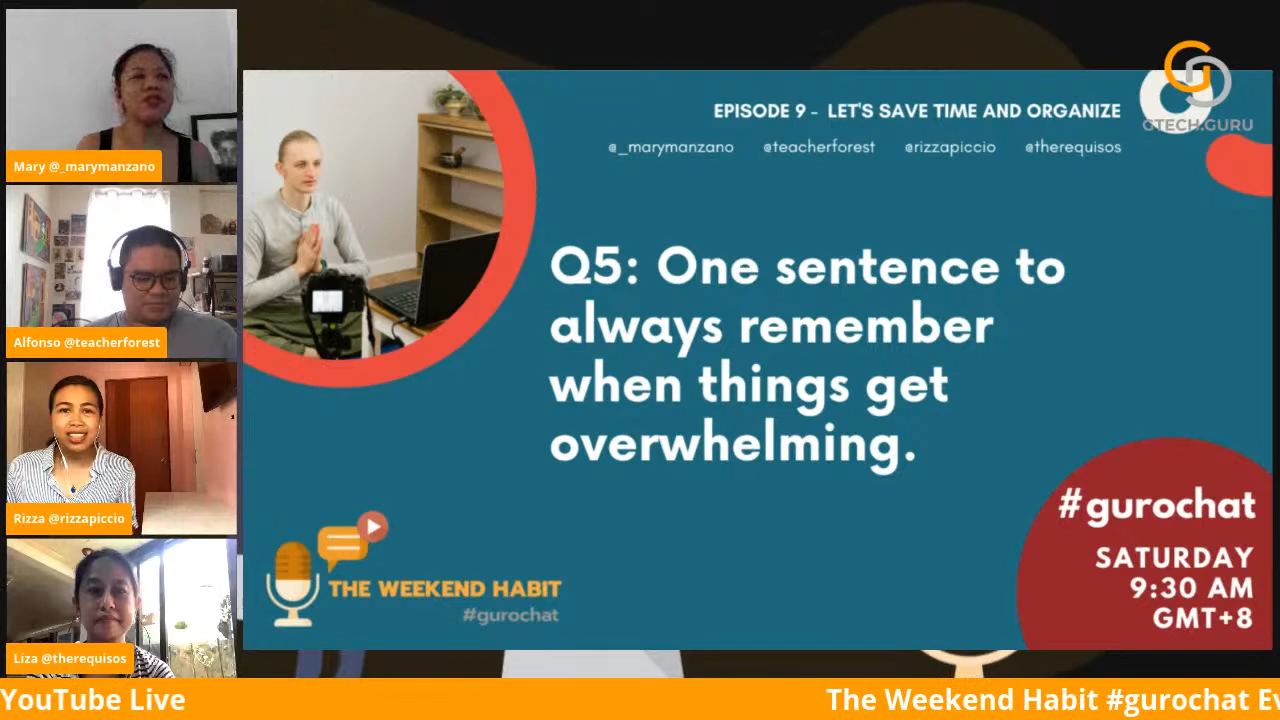 Mary @_marymanzano
Alfonso @teacherforest
Rizza @rizzapiccio
Liza @therequisos
EPISODE 9 - LET'S SAVE TIME AND ORGANIZE
@_marymanzano @teacherforest @rizzapiccio @therequisos
GTECH.GURU
Q5: One sentence to
always remember
when things get
overwhelming.
THE WEEKEND HABIT
#gurochat
#gurochat
SATURDAY
9:30 AM
GMT+8
YouTube Live The Weekend Habit #gurochat Ev